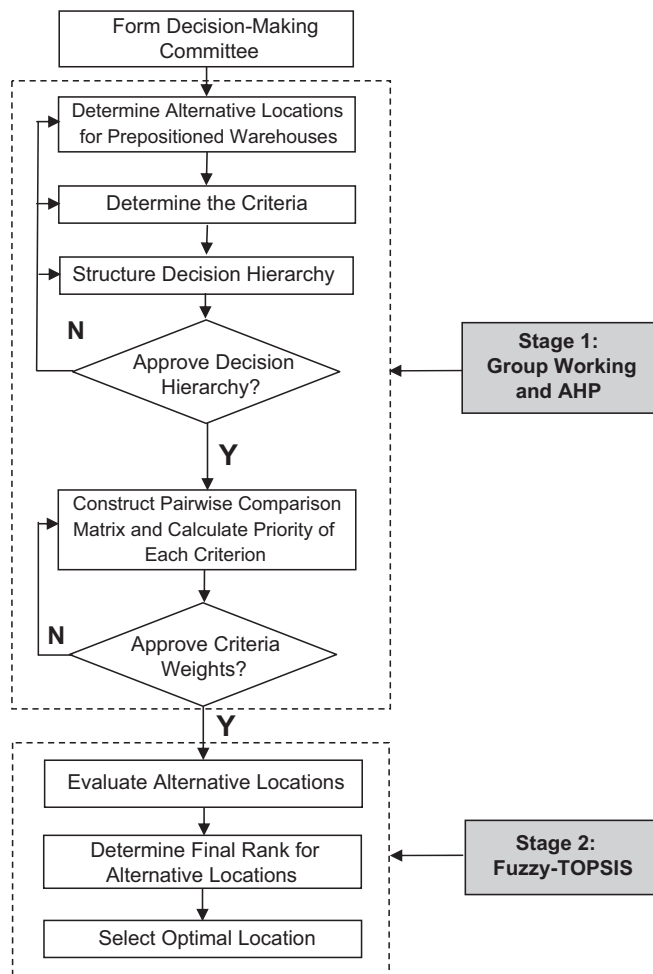 Form Decision-Making
Committee
Determine Alternative Locations
for Prepositioned Warehouses
Determine the Criteria
Structure Decision Hierarchy
N
Approve Decision
Hierarchy?
Stage 1:
Group Working
and AHP
Y
Construct Pairwise Comparison
Matrix and Calculate Priority of
Each Criterion
N
Approve Criteria
Weights?
Y
Evaluate Alternative Locations
Determine Final Rank for
Alternative Locations
Stage 2:
Fuzzy-TOPSIS
Select Optimal Location